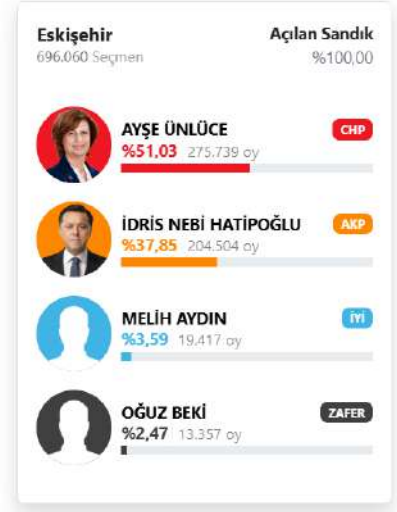 Eskişehir Açılan Sandık
696.060 Seçmen %100,00
AYŞE ÜNLÜCE CHP
%51,03 275.739 oy
İDRİS NEBİ HATİPOĞLU AKP
%37,85 204.504 oy
MELİH AYDIN İYİ
%3,59 19.417 oy
OĞUZ BEKİ ZAFER
%2,47 13.357 oy